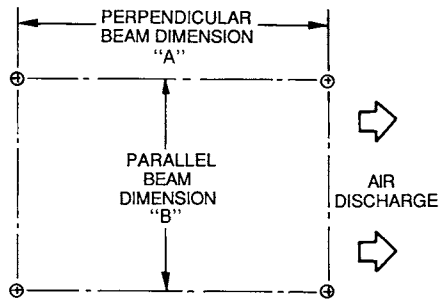 PERPENDICULAR
BEAM DIMENSION
"A"
PARALLEL
BEAM
DIMENSION
"B"
AIR
DISCHARGE